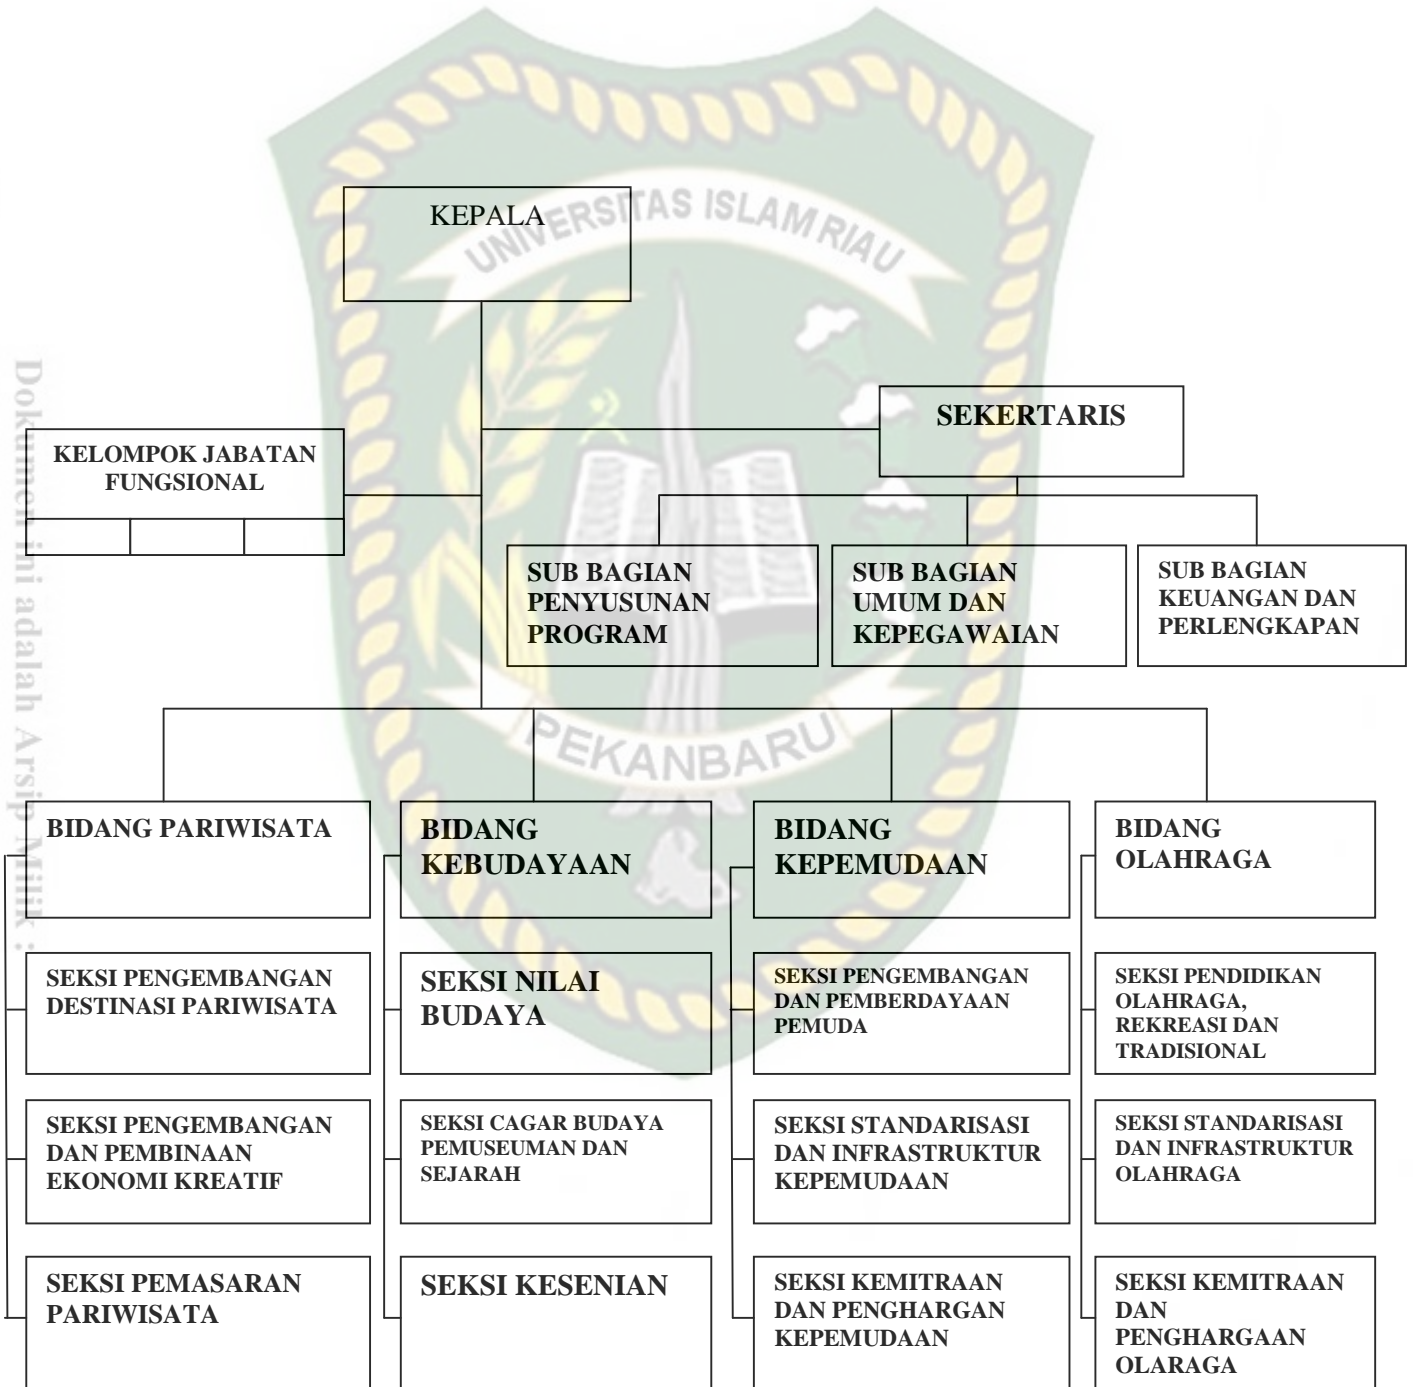 UNIVERSITAS ISLAM RIAU
KEPALA
SEKERTARIS
KELOMPOK JABATAN
FUNGSIONAL
SUB BAGIAN
PENYUSUNAN
PROGRAM
SUB BAGIAN
UMUM DAN
KEPEGAWAIAN
SUB BAGIAN
KEUANGAN DAN
PERLENGKAPAN
PEKANBARU
Dokumen ini adalah Arsip Milik :
BIDANG PARIWISATA
SEKSI PENGEMBANGAN
DESTINASI PARIWISATA
SEKSI PENGEMBANGAN
DAN PEMBINAAN
EKONOMI KREATIF
SEKSI PEMASARAN
PARIWISATA
BIDANG
KEBUDAYAAN
SEKSI NILAI
BUDAYA
SEKSI CAGAR BUDAYA
PEMUSEUMAN DAN
SEJARAH
SEKSI KESENIAN
BIDANG
KEPEMUDAAN
SEKSI PENGEMBANGAN
DAN PEMBERDAYAAN
PEMUDA
SEKSI STANDARISASI
DAN INFRASTRUKTUR
KEPEMUDAAN
SEKSI KEMITRAAN
DAN PENGHARGAN
KEPEMUDAAN
BIDANG
OLAHRAGA
SEKSI PENDIDIKAN
OLAHRAGA,
REKREASI DAN
TRADISIONAL
SEKSI STANDARISASI
DAN INFRASTRUKTUR
OLAHRAGA
SEKSI KEMITRAAN
DAN
PENGHARGAAN
OLARAGA